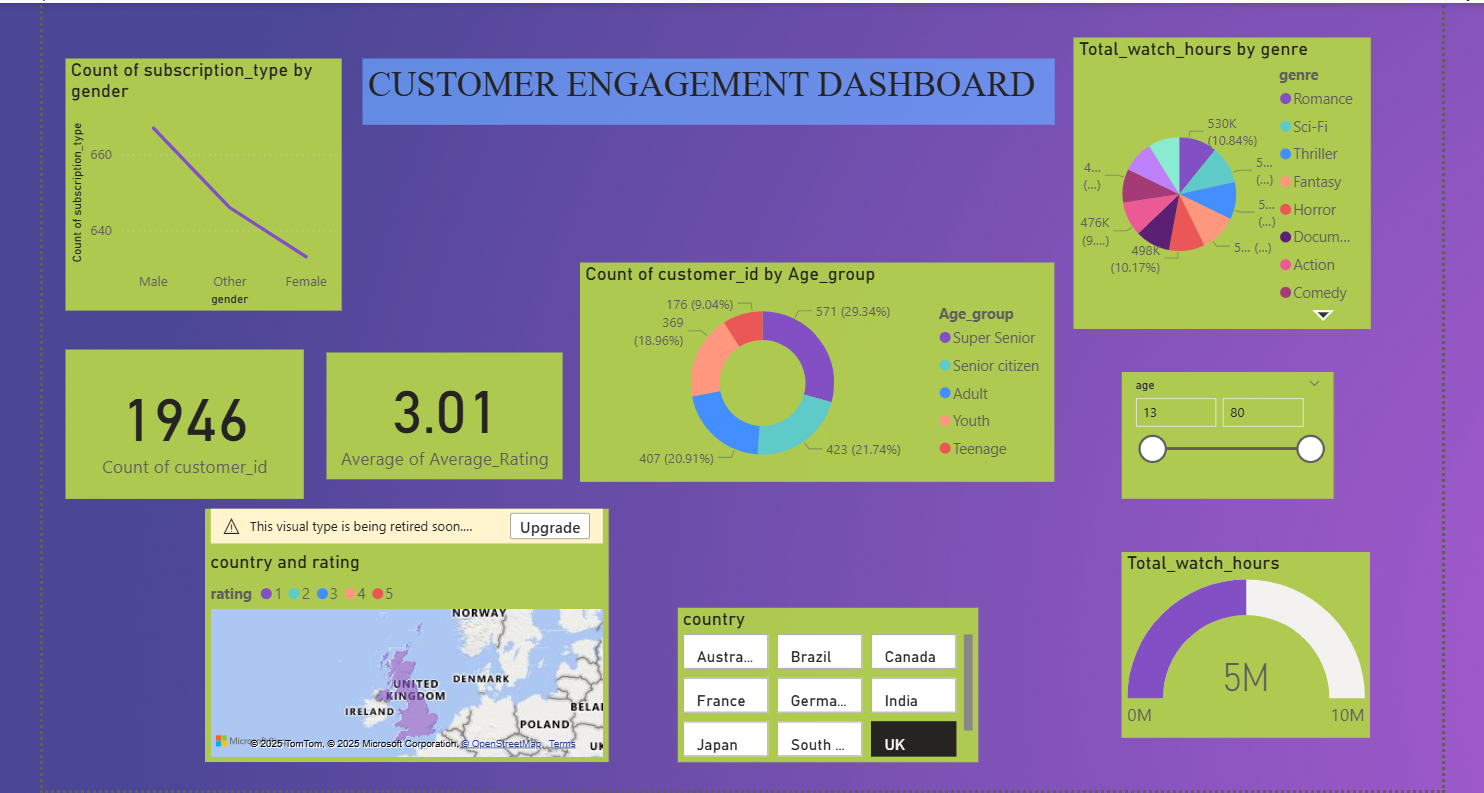 Count of subscription_type by
gender
Count of subscription_type
660
640
Male
Other
Female
gender
CUSTOMER ENGAGEMENT DASHBOARD
Total_watch_hours by genre
genre
Romance
Sci-Fi
Thriller
Fantasy
Horror
Docum...
Action
Comedy
530K
(10.84%)
5...
(...)
5...
(...)
5... (...)
498K
(10.17%)
476K
(9....)
4...
(...)
Count of customer_id by Age_group
176 (9.04%)
571 (29.34%)
369
(18.96%)
407 (20.91%)
423 (21.74%)
Age_group
Super Senior
Senior citizen
Adult
Youth
Teenage
1946
Count of customer_id
3.01
Average of Average_Rating
age
13
80
This visual type is being retired soon....
Upgrade
country and rating
rating 1 2 3 4 5
NORWAY
UNITED
KINGDOM
DENMARK
IRELAND
POLAND
BELAI
UK
© 2025 TomTom, © 2025 Microsoft Corporation, © OpenStreetMap Terms
country
Austra...
Brazil
Canada
France
Germa...
India
Japan
South ...
UK
Total_watch_hours
5M
0M
10M